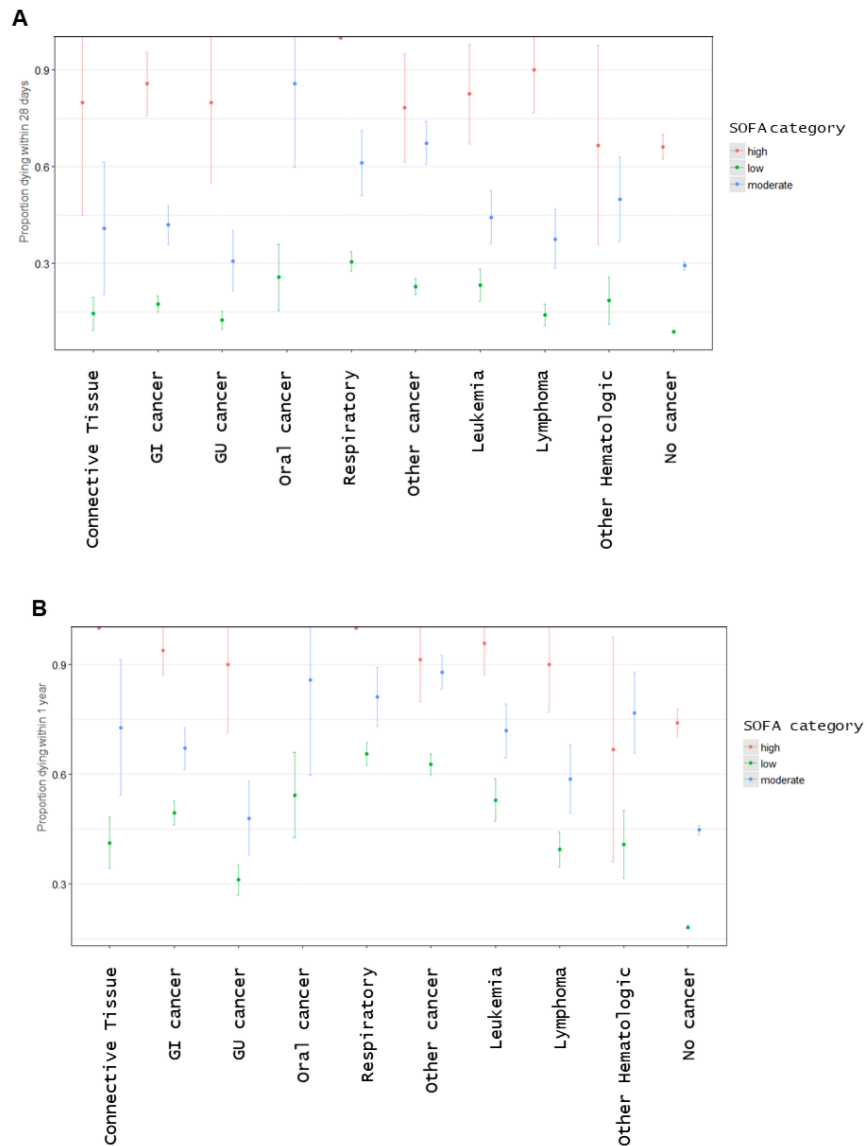 A
Proportion dying within 28 days
0.9
0.6
0.3
SOFA category
high
low
moderate
Connective Tissue
GI cancer
GU cancer
Oral cancer
Respiratory
Other cancer
Leukemia
Lymphoma
Other Hematologic
No cancer
B
Proportion dying within 1 year
0.9
0.6
0.3
SOFA category
high
low
moderate
Connective Tissue
GI cancer
GU cancer
Oral cancer
Respiratory
Other cancer
Leukemia
Lymphoma
Other Hematologic
No cancer